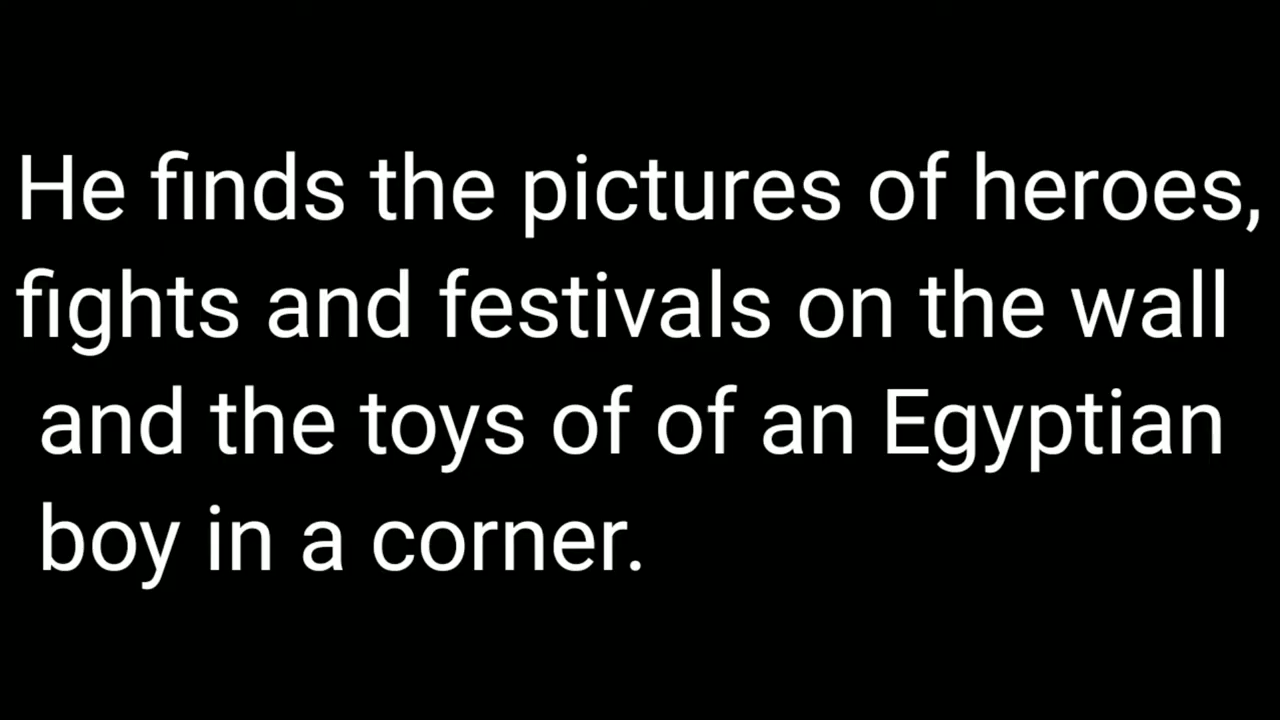 He finds the pictures of heroes,
fights and festivals on the wall
and the toys of of an Egyptian
boy in a corner.